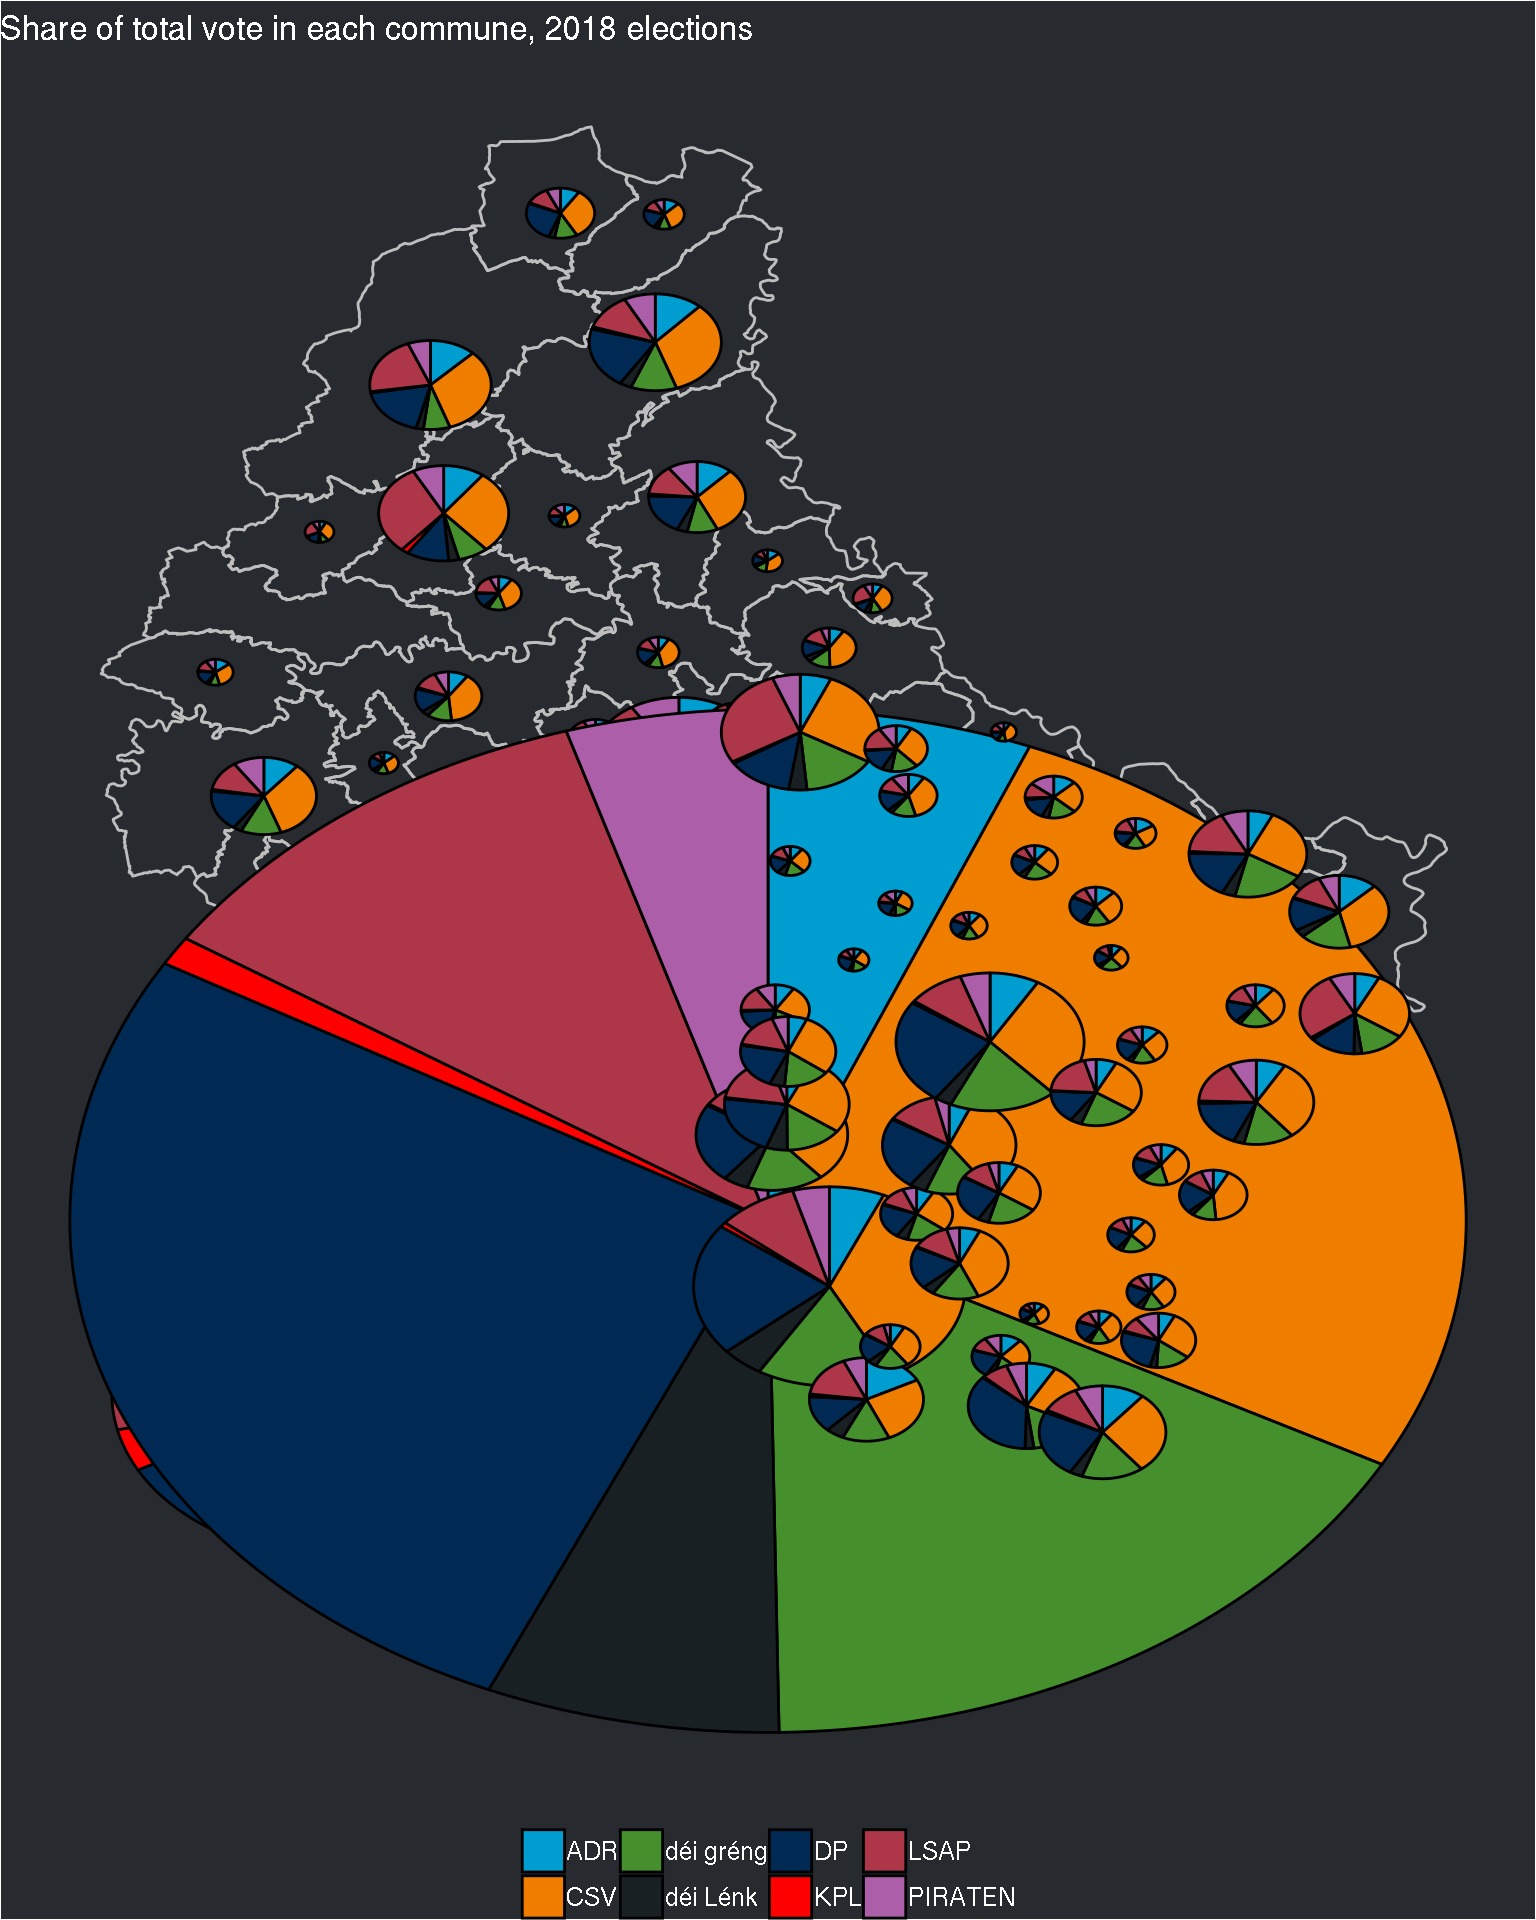 Share of total vote in each commune, 2018 elections
ADR déi gréng DP LSAP
CSV déi Lénk KPL PIRATEN